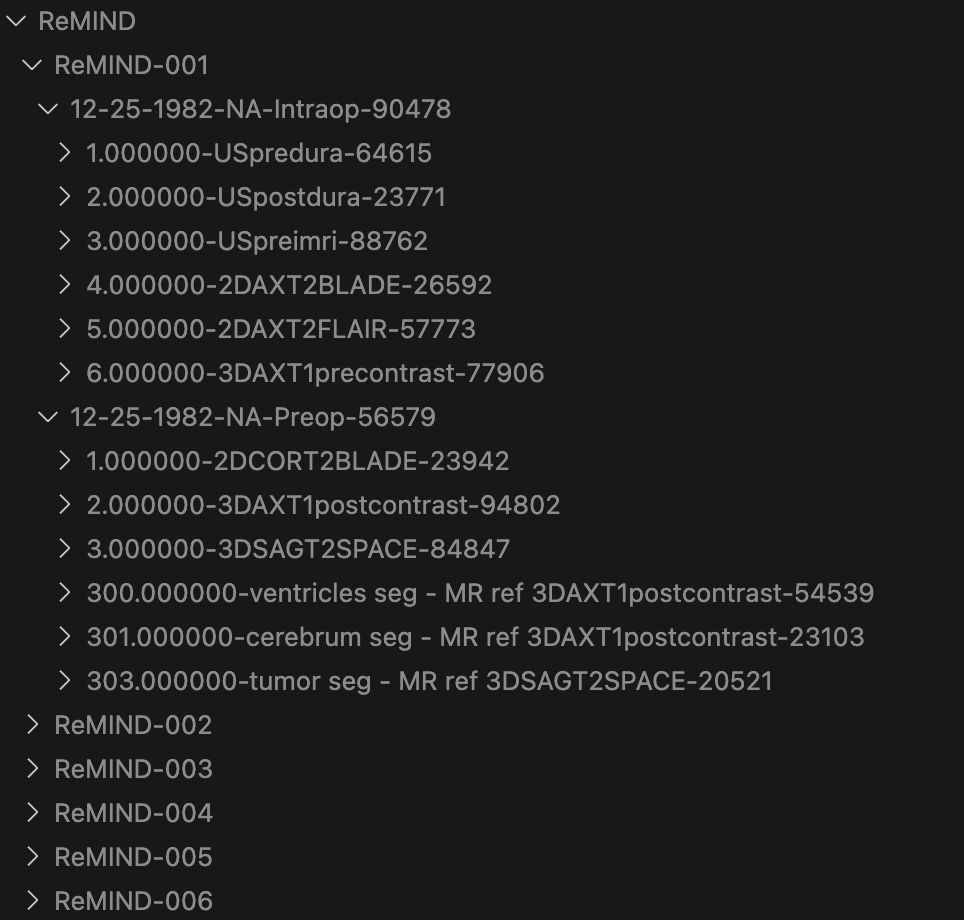 ReMIND
ReMIND-001
12-25-1982-NA-Intraop-90478
1.000000-USpredura-64615
2.000000-USpostdura-23771
3.000000-USpreimri-88762
4.000000-2DAXT2BLADE-26592
5.000000-2DAXT2FLAIR-57773
6.000000-3DAXT1precontrast-77906
12-25-1982-NA-Preop-56579
1.000000-2DCORT2BLADE-23942
2.000000-3DAXT1postcontrast-94802
3.000000-3DSAGT2SPACE-84847
300.000000-ventricles seg - MR ref 3DAXT1postcontrast-54539
301.000000-cerebrum seg - MR ref 3DAXT1postcontrast-23103
303.000000-tumor seg - MR ref 3DSAGT2SPACE-20521
ReMIND-002
ReMIND-003
ReMIND-004
ReMIND-005
ReMIND-006